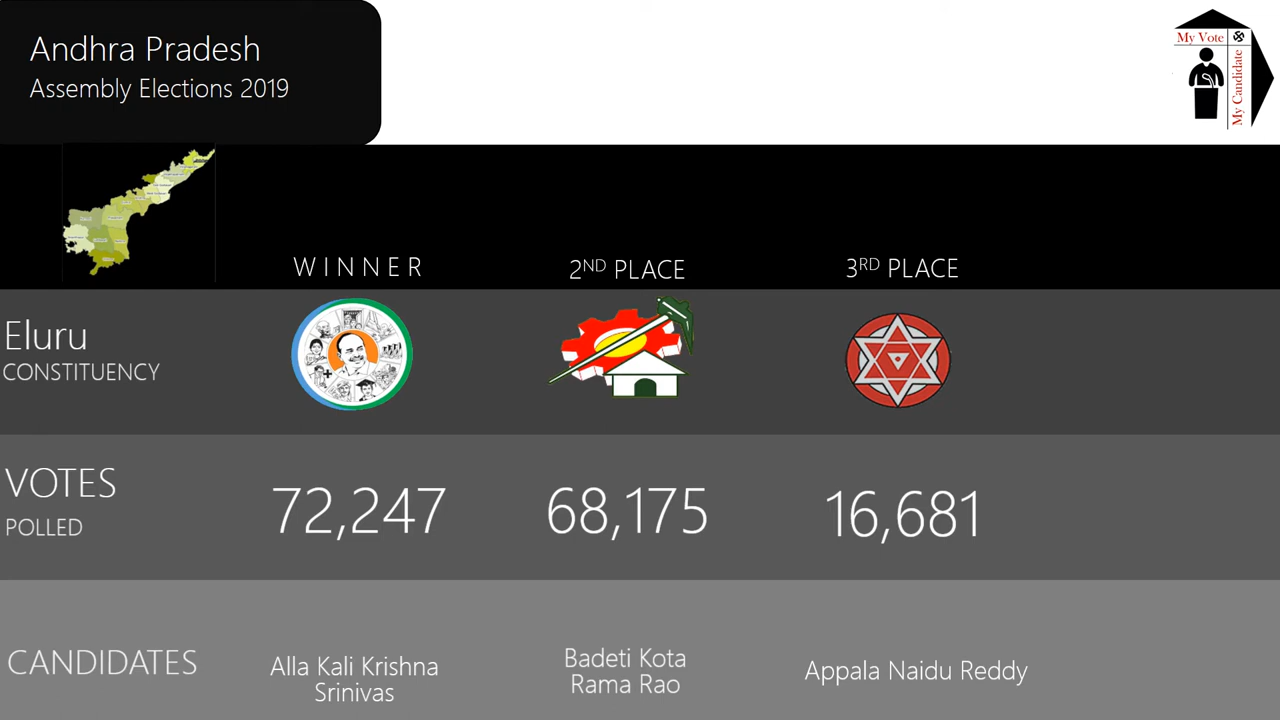 Andhra Pradesh
Assembly Elections 2019
My Vote
My Candidate
WINNER
2ND PLACE
3RD PLACE
Eluru
CONSTITUENCY
VOTES
POLLED
72,247
68,175
16,681
CANDIDATES
Alla Kali Krishna
Srinivas
Badeti Kota
Rama Rao
Appala Naidu Reddy